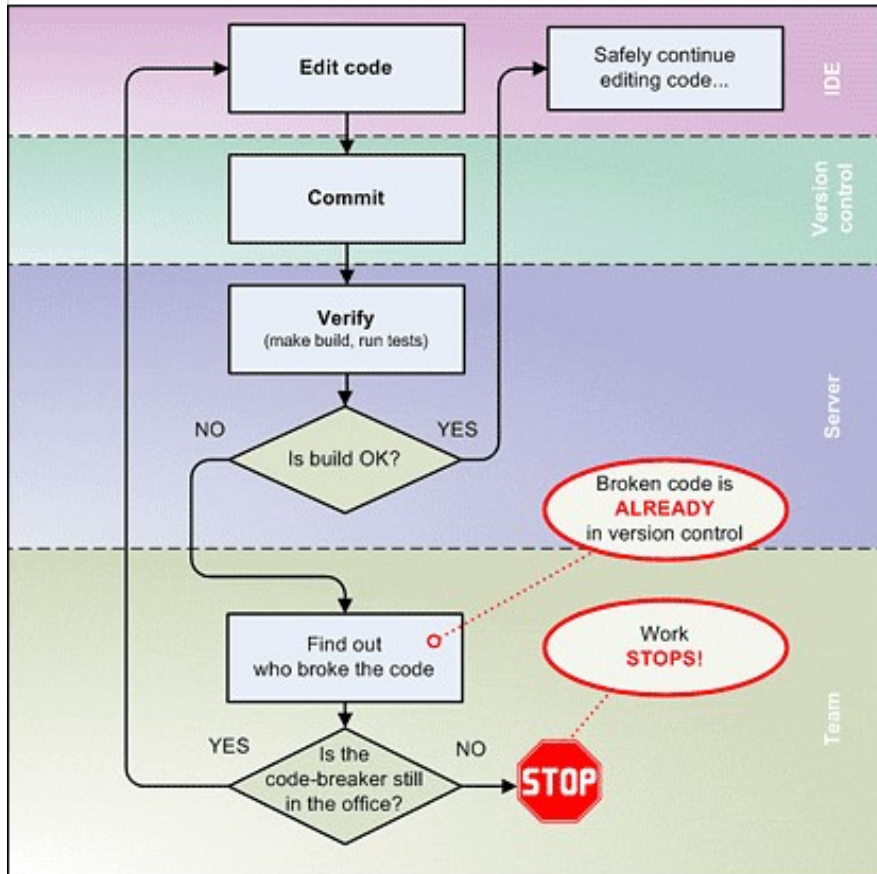 Edit code
Safely continue
editing code...
IDE
Commit
Version
control
Verify
(make build, run tests)
Server
NO
YES
Is build OK?
Broken code is
ALREADY
in version control
Find out
who broke the code
Work
STOPS!
Team
YES
NO
Is the
code-breaker still
in the office?
STOP